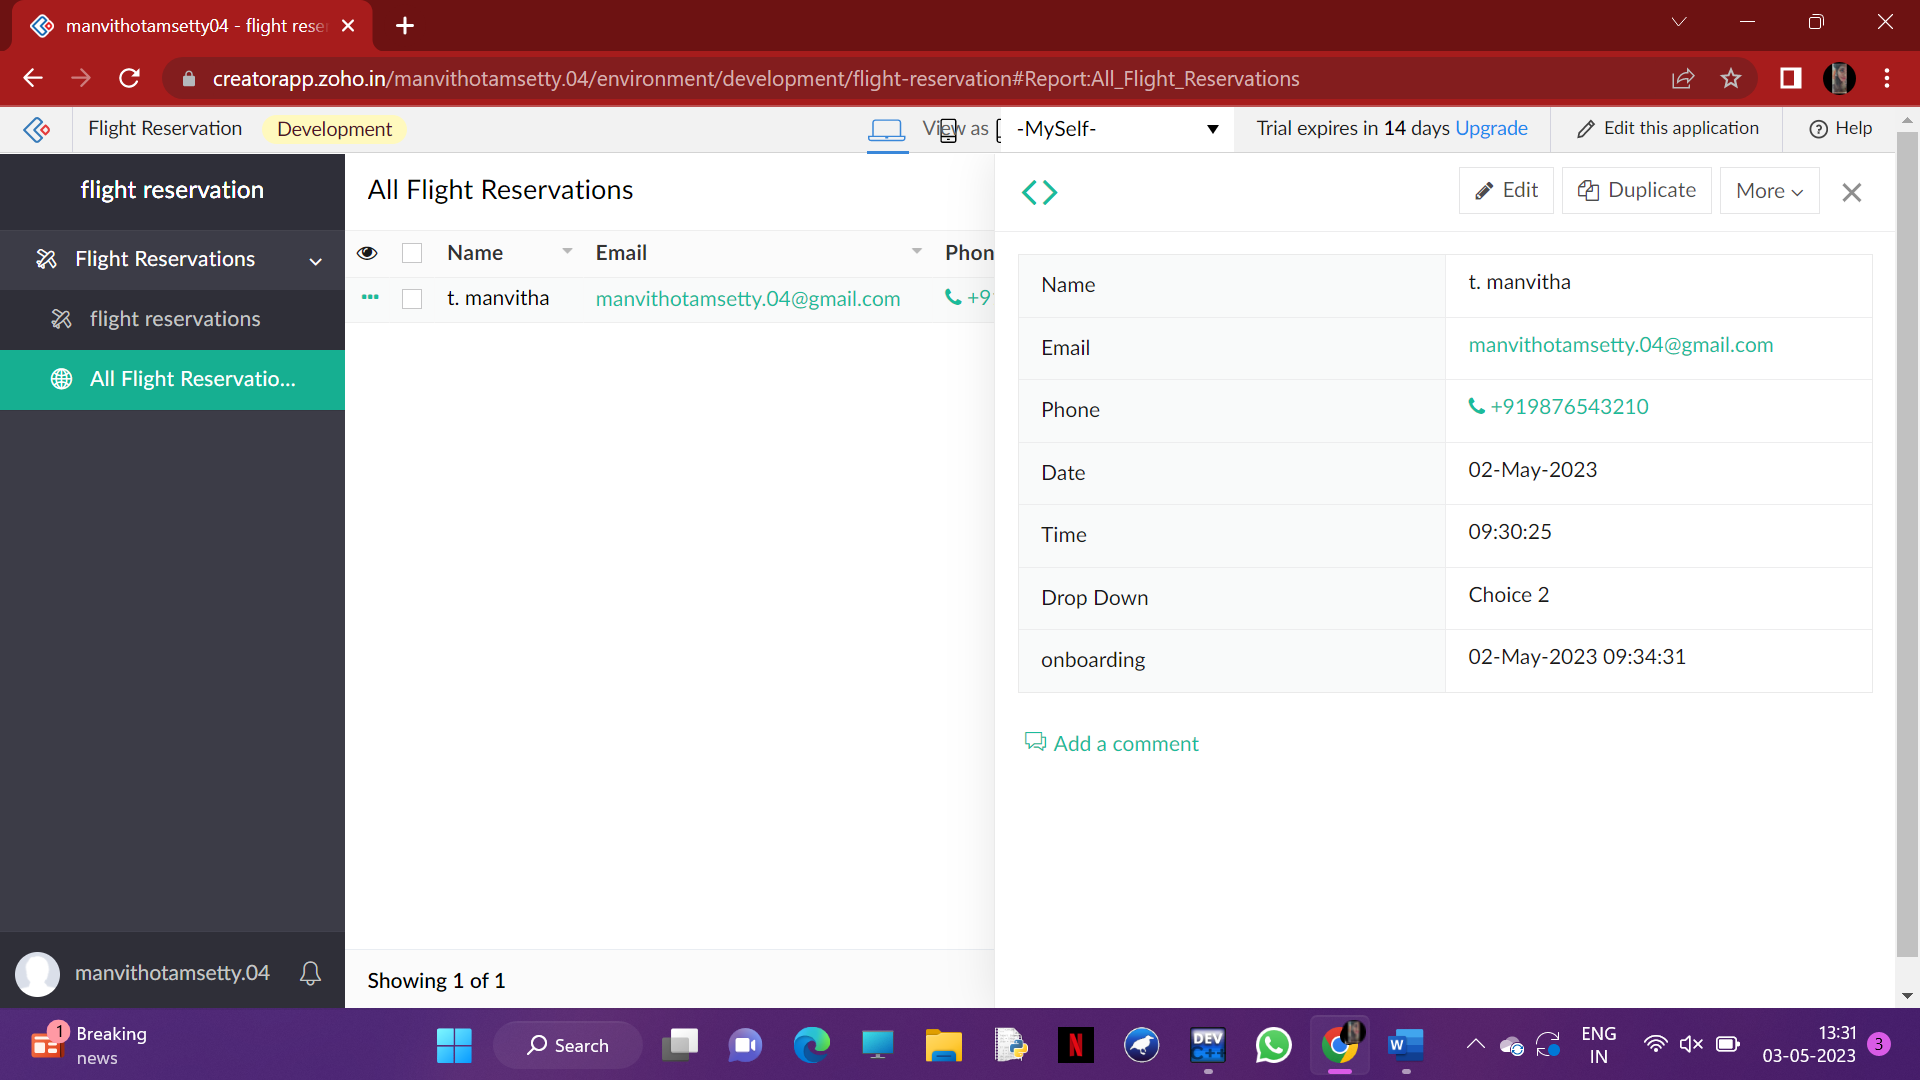 manvithotamsetty04 - flight rese
creatorapp.zoho.in/manvithotamsetty.04/environment/development/flight-reservation#Report:All_Flight_Reservations
Flight Reservation
Development
View as
-MySelf-
Trial expires in 14 days Upgrade
Edit this application
Help
flight reservation
Flight Reservations
flight reservations
All Flight Reservatio...
manvithotamsetty.04
All Flight Reservations
Name Email Phon
t. manvitha manvithotamsetty.04@gmail.com +9
Showing 1 of 1
Edit Duplicate More
Name t. manvitha
Email manvithotamsetty.04@gmail.com
Phone +919876543210
Date 02-May-2023
Time 09:30:25
Drop Down Choice 2
onboarding 02-May-2023 09:34:31
Add a comment
1
Breaking
news
Search
DEV
C++
N
W
ENG
IN
13:31
03-05-2023
3